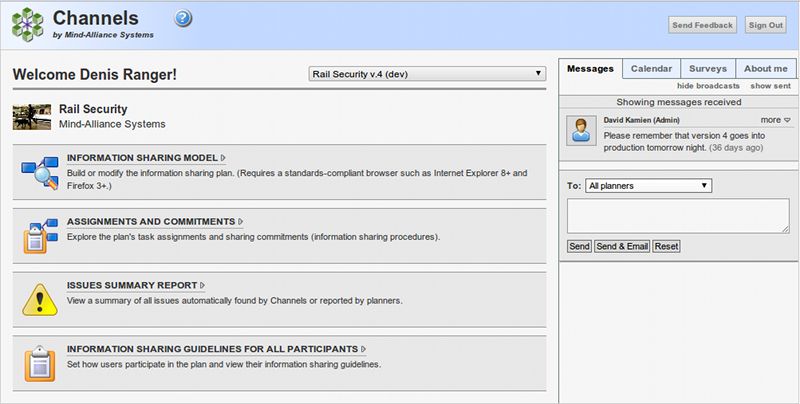 Channels
by Mind-Alliance Systems
?
Send Feedback
Sign Out
Welcome Denis Ranger!
Rail Security v.4 (dev)
Rail Security
Mind-Alliance Systems
INFORMATION SHARING MODEL
Build or modify the information sharing plan. (Requires a standards-compliant browser such as Internet Explorer 8+ and
Firefox 3+.)
ASSIGNMENTS AND COMMITMENTS
Explore the plan's task assignments and sharing commitments (information sharing procedures).
ISSUES SUMMARY REPORT
View a summary of all issues automatically found by Channels or reported by planners.
INFORMATION SHARING GUIDELINES FOR ALL PARTICIPANTS
Set how users participate in the plan and view their information sharing guidelines.
Messages
Calendar
Surveys
About me
hide broadcasts
show sent
Showing messages received
David Kamien (Admin)
more
Please remember that version 4 goes into
production tomorrow night. (36 days ago)
To:
All planners
Send
Send & Email
Reset